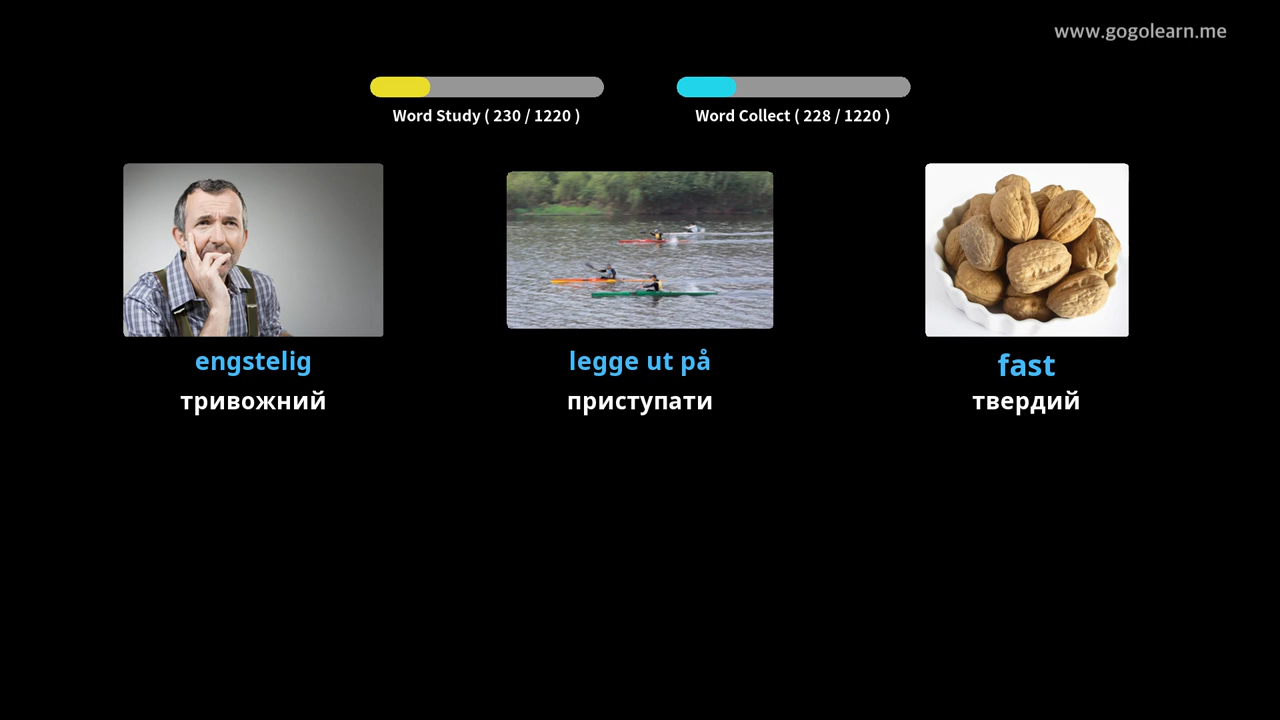 www.gogolearn.me
Word Study ( 230 / 1220 )
Word Collect ( 228 / 1220 )
engstelig
тривожний
legge ut på
приступати
fast
твердий